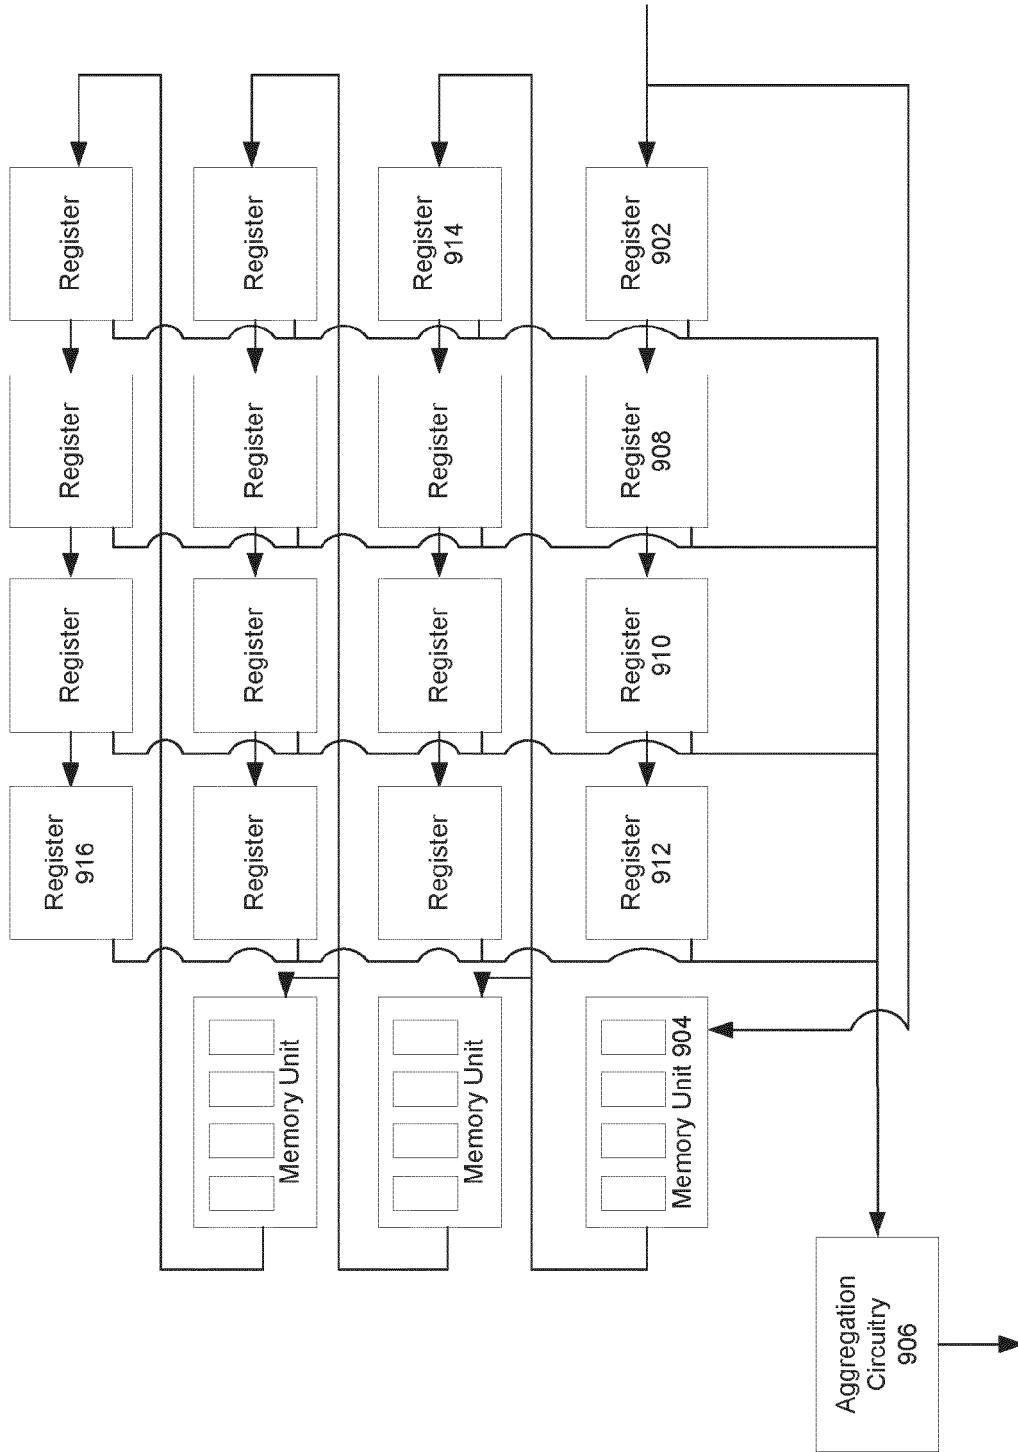 Register
916
Register
Register
Register
Memory Unit
Register
Register
Register
Register
Memory Unit
Register
Register
Register
Register
914
Memory Unit 904
Register
912
Register
910
Register
908
Register
902
Aggregation
Circuitry
906